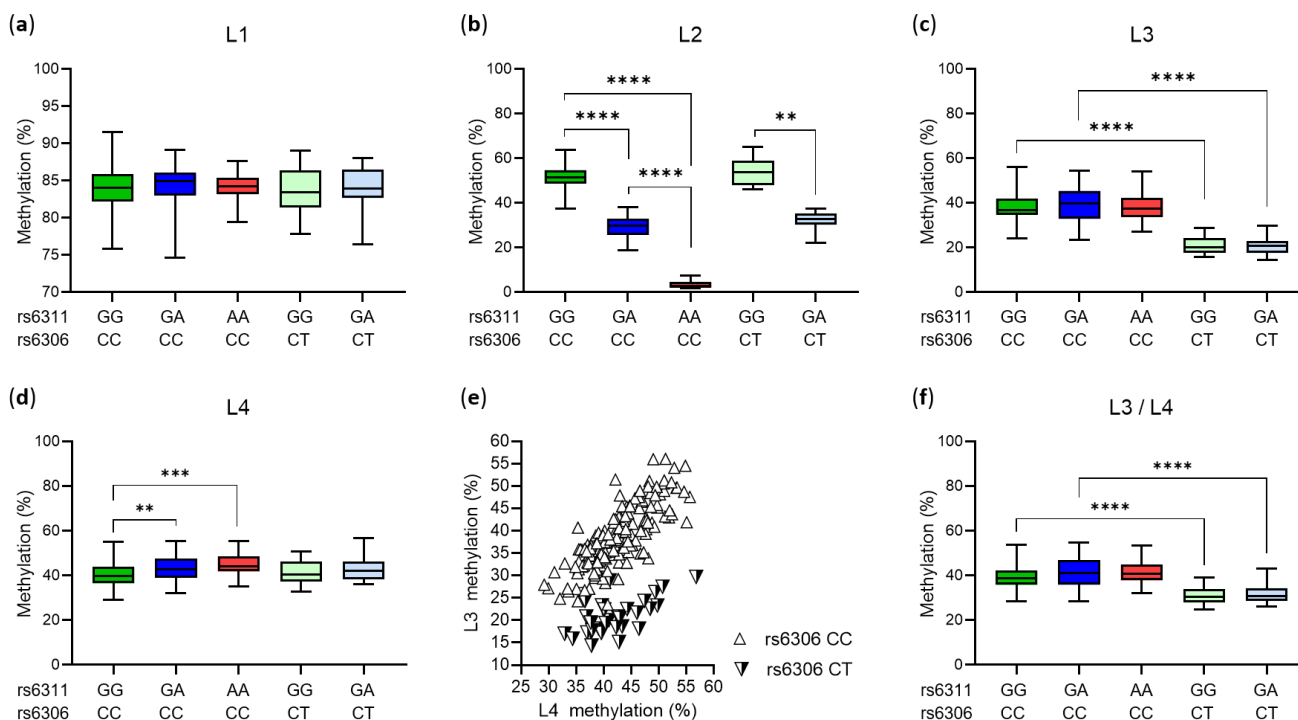 (a)
L1
Methylation (%)
100
95
90
85
80
75
70
rs6311 GG GA AA GG GA
rs6306 CC CC CC CT CT
(b)
L2
Methylation (%)
100
80
60
40
20
0
****
****
****
**
rs6311 GG GA AA GG GA
rs6306 CC CC CC CT CT
(c)
L3
Methylation (%)
100
80
60
40
20
0
****
****
rs6311 GG GA AA GG GA
rs6306 CC CC CC CT CT
(d)
L4
Methylation (%)
100
80
60
40
20
0
***
**
rs6311 GG GA AA GG GA
rs6306 CC CC CC CT CT
(e)
L3 methylation (%)
60
55
50
45
40
35
30
25
20
15
10
25 30 35 40 45 50 55 60
L4 methylation (%)
rs6306 CC
rs6306 CT
(f)
L3 / L4
Methylation (%)
100
80
60
40
20
0
****
****
rs6311 GG GA AA GG GA
rs6306 CC CC CC CT CT